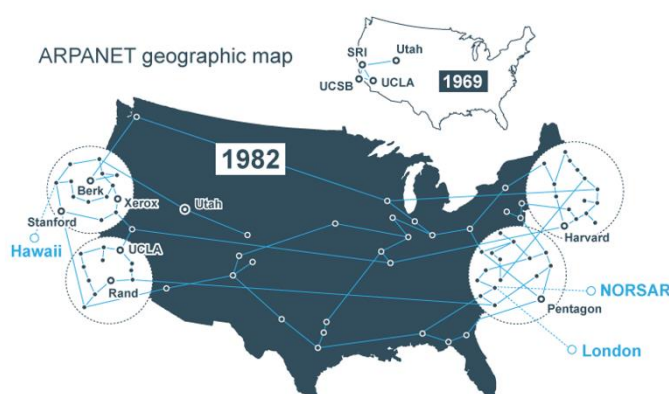 ARPANET geographic map
SRI
Utah
UCSB
UCLA
1969
1982
Berk
Xerox
Utah
Stanford
Hawaii
UCLA
Rand
Harvard
NORSAR
Pentagon
London